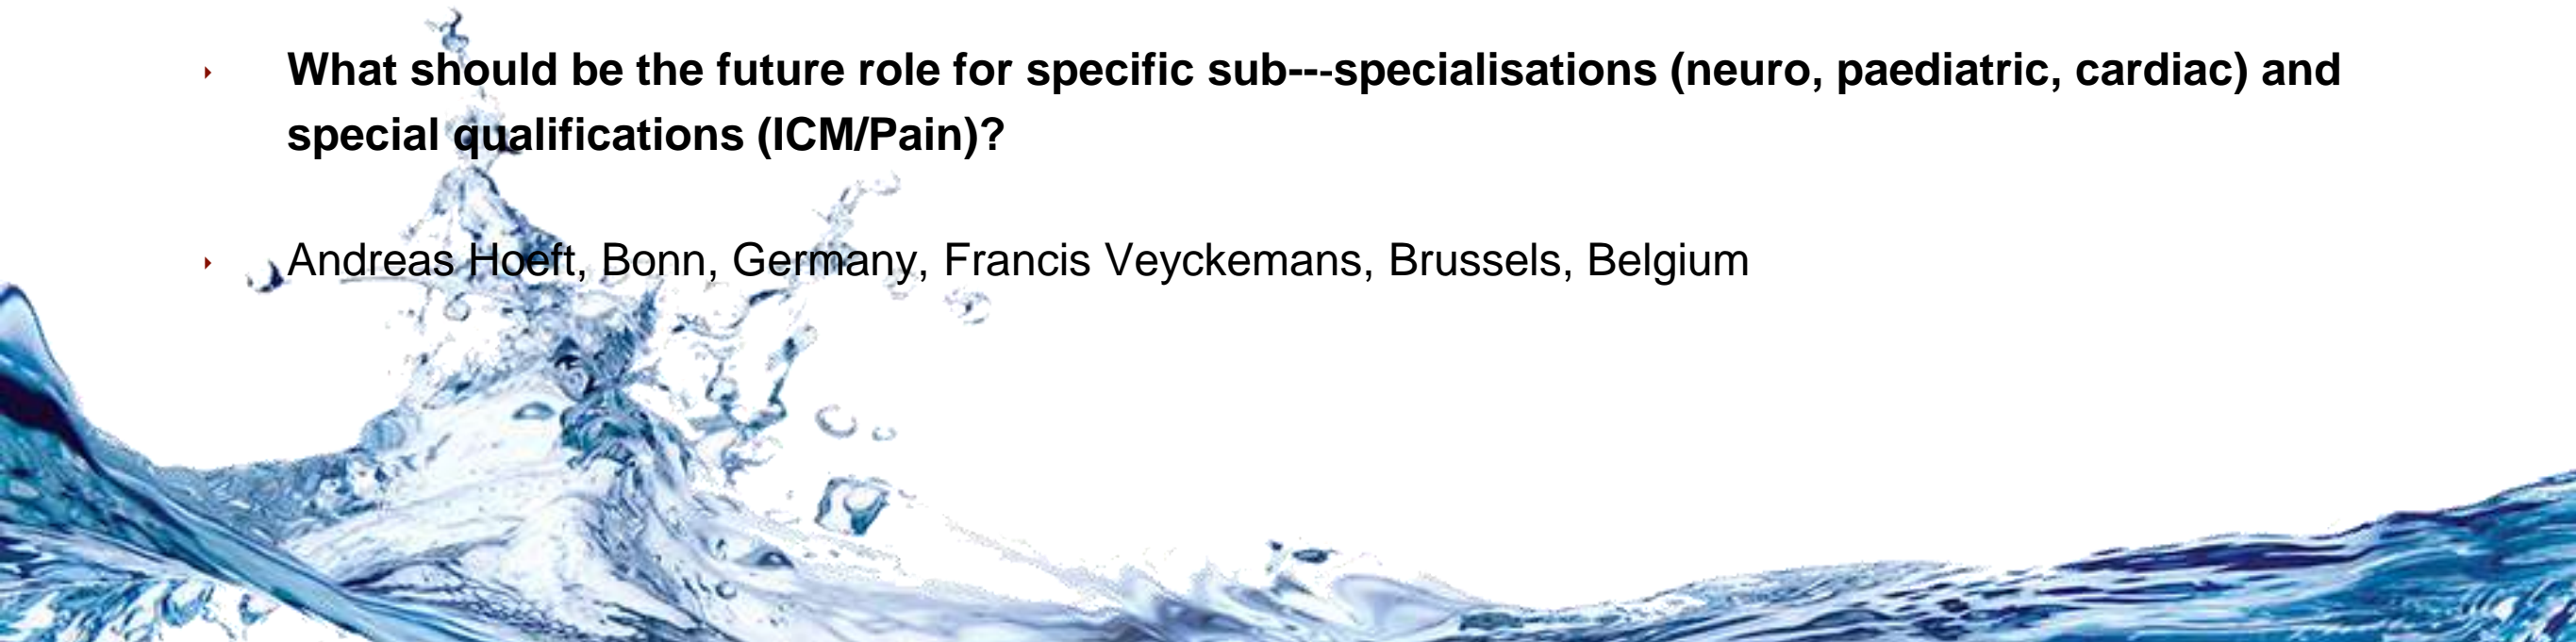 What should be the future role for specific sub---specialisations (neuro, paediatric, cardiac) and
special qualifications (ICM/Pain)?
Andreas Hoeft, Bonn, Germany, Francis Veyckemans, Brussels, Belgium